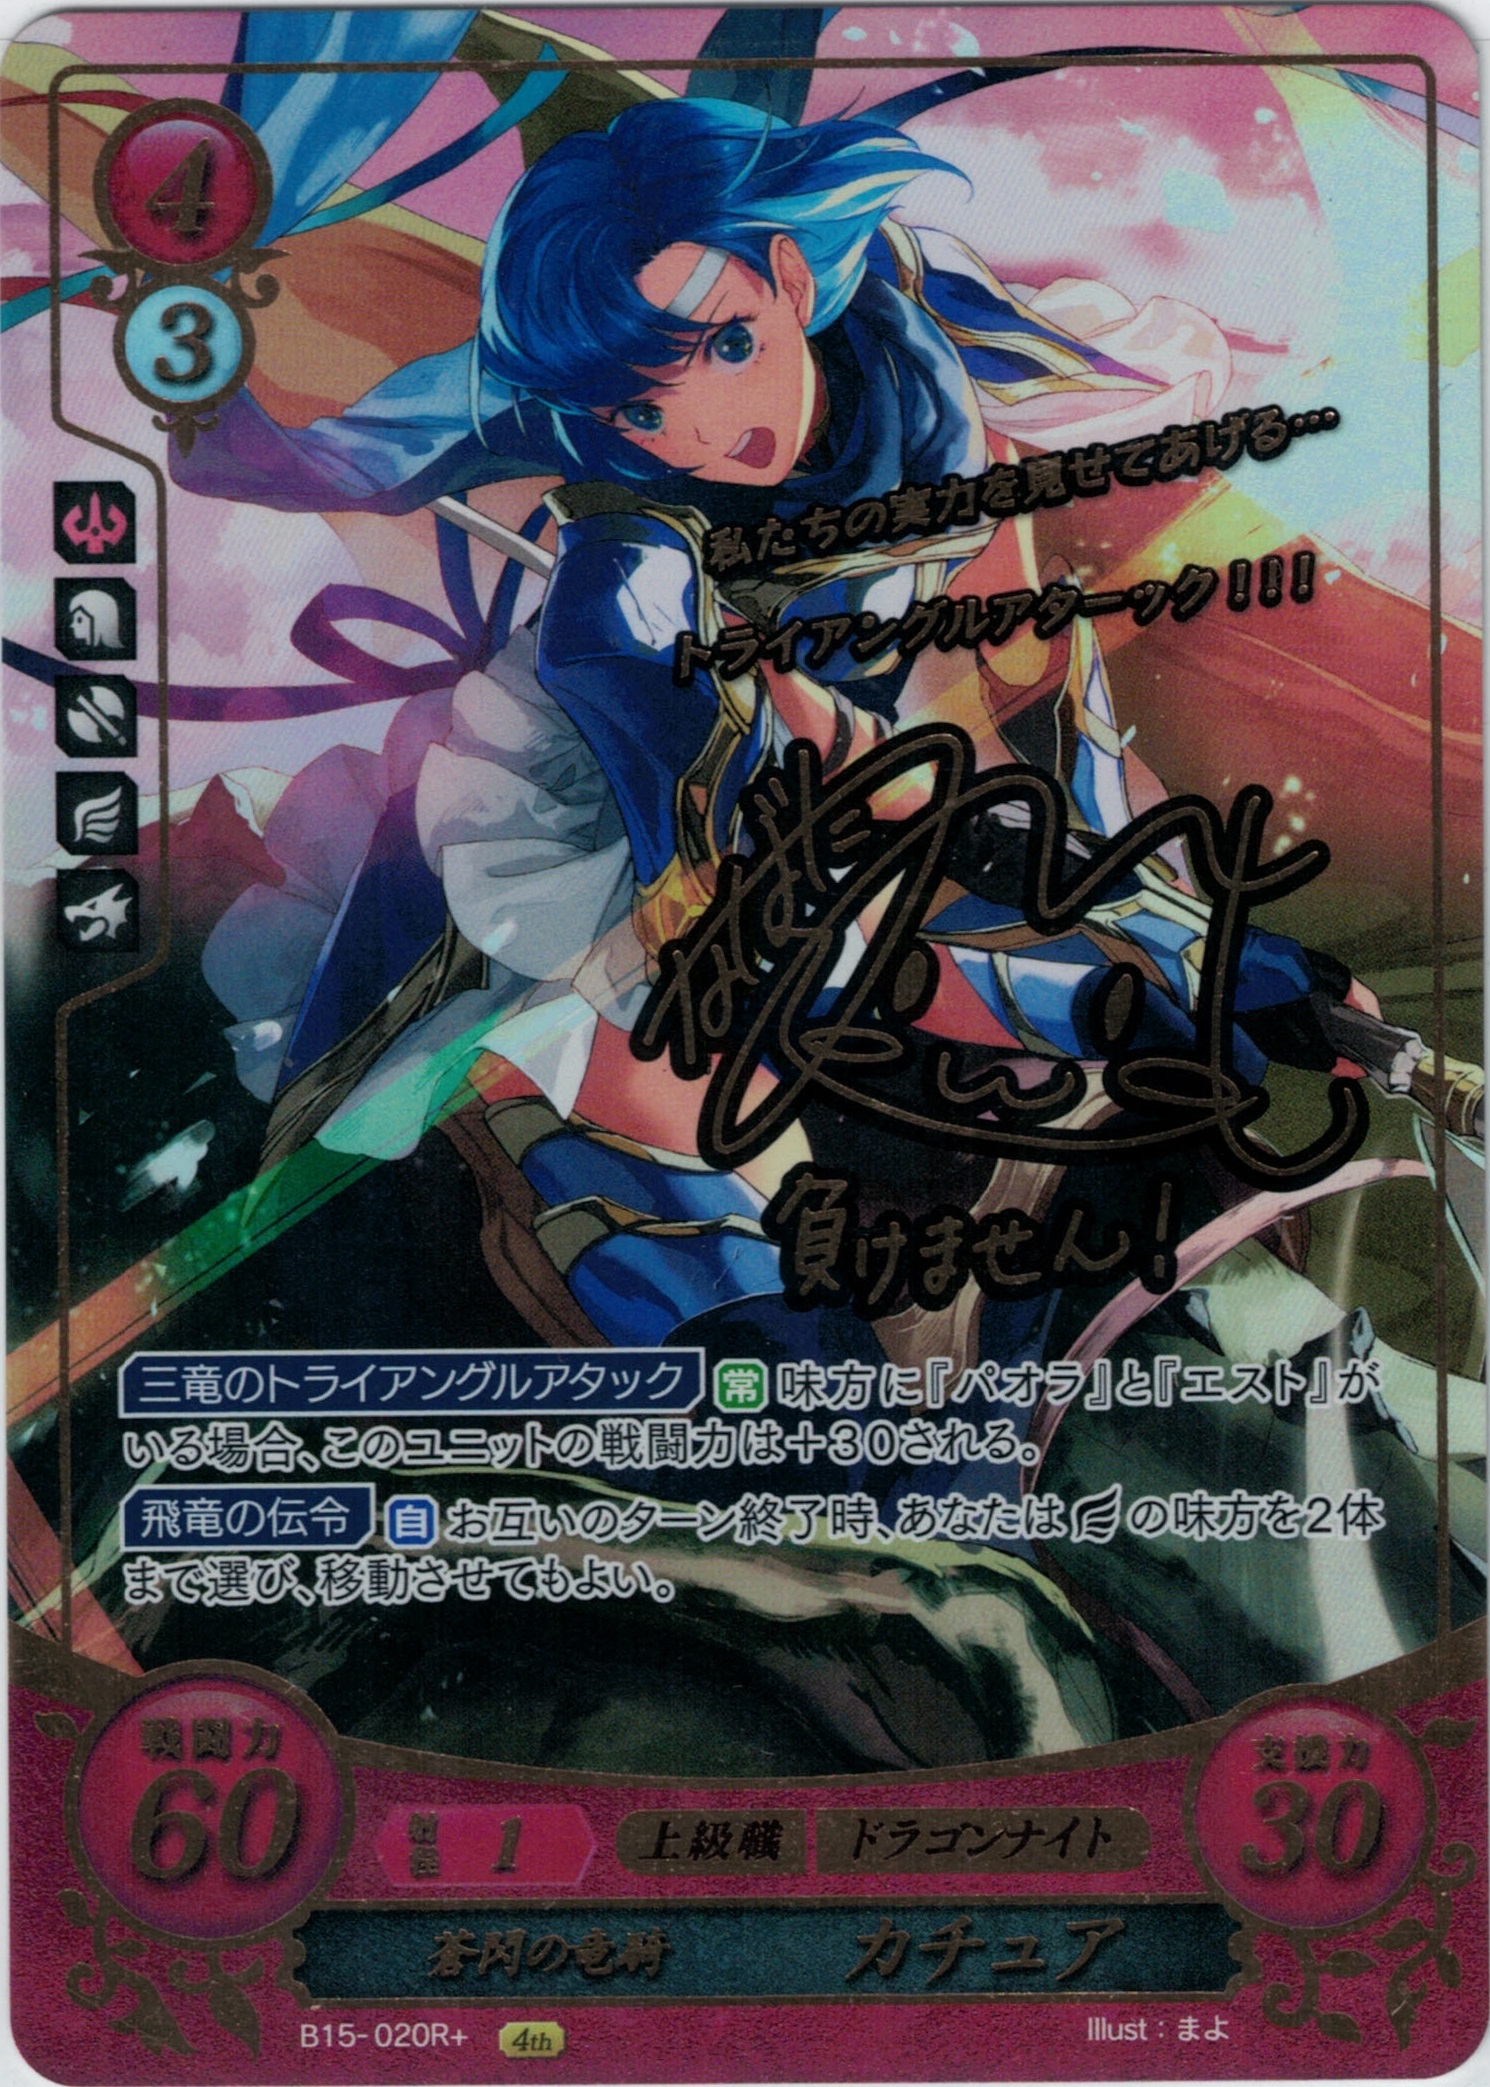 4
3
私たちの実力を見せてあげる…
トライアングルアターック！！！
負けません！
三竜のトライアングルアタック 常 味方に『パオラ』と『エスト』が
いる場合、このユニットの戦闘力は＋30される。
飛竜の伝令 自 お互いのターン終了時、あなたは の味方を2体
まで選び、移動させてもよい。
戦闘力
60
射程 1
上級職 ドラゴンナイト
支援力
30
蒼閃の竜騎 カチュア
B15-020R+ 4th
Illust：まよ